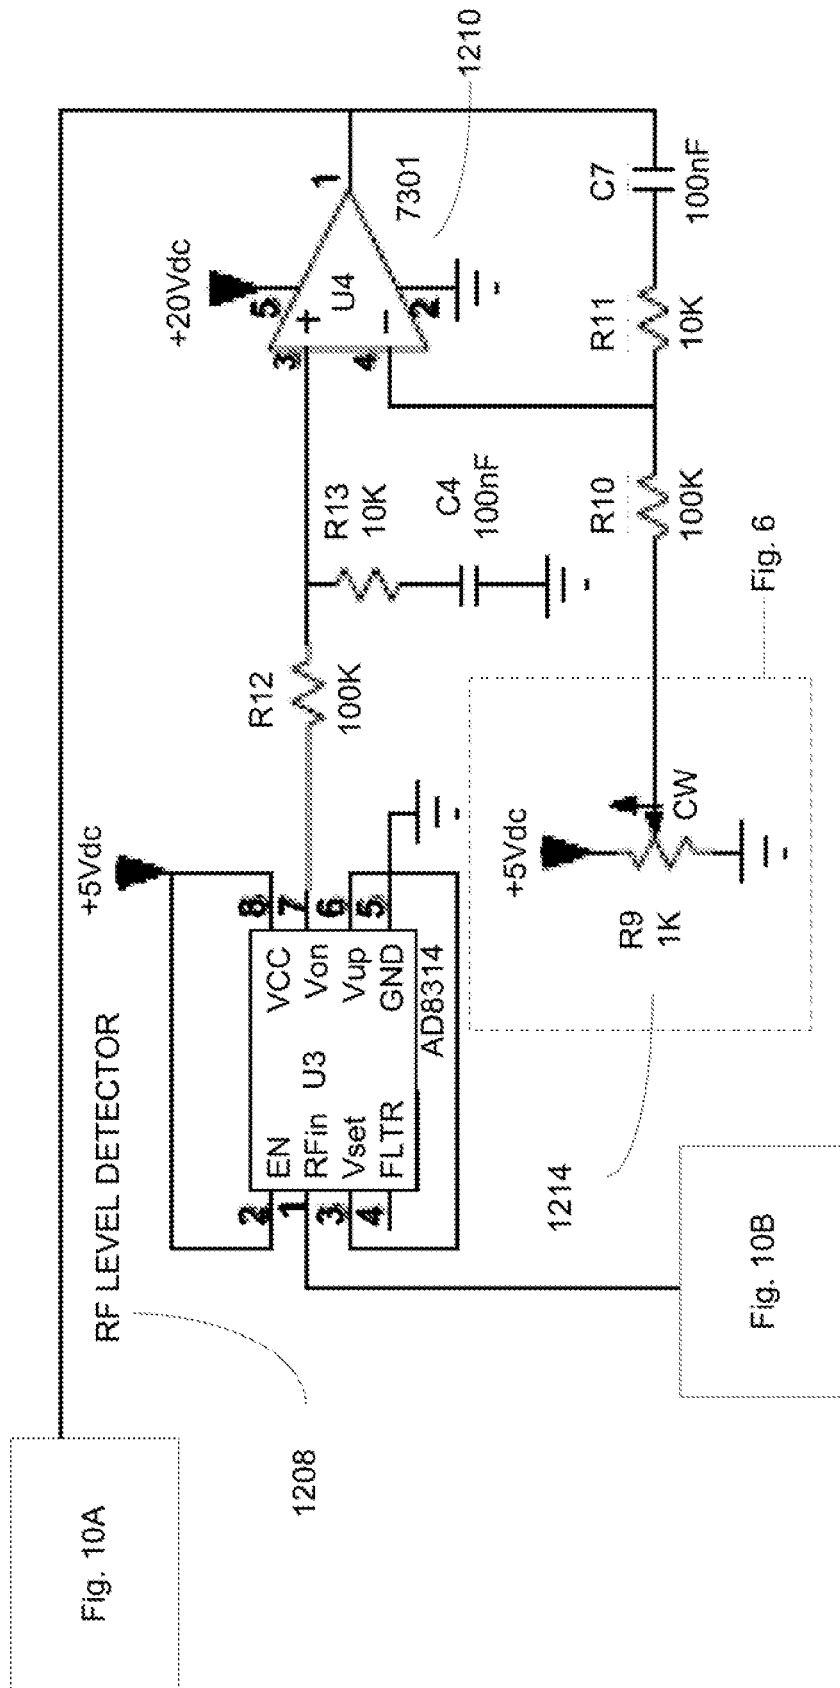 Fig. 10A
RF LEVEL DETECTOR
1208
+5Vdc
2
1
3
4
EN
RFin
Vset
FLTR
U3
VCC
Von
Vup
GND
8
7
6
5
AD8314
R12
100K
R13
10K
C4
100nF
+20Vdc
3
4
5
2
1
+
−
U4
7301
1210
Fig. 10B
1214
+5Vdc
R9
1K
CW
Fig. 6
R10
100K
R11
10K
C7
100nF